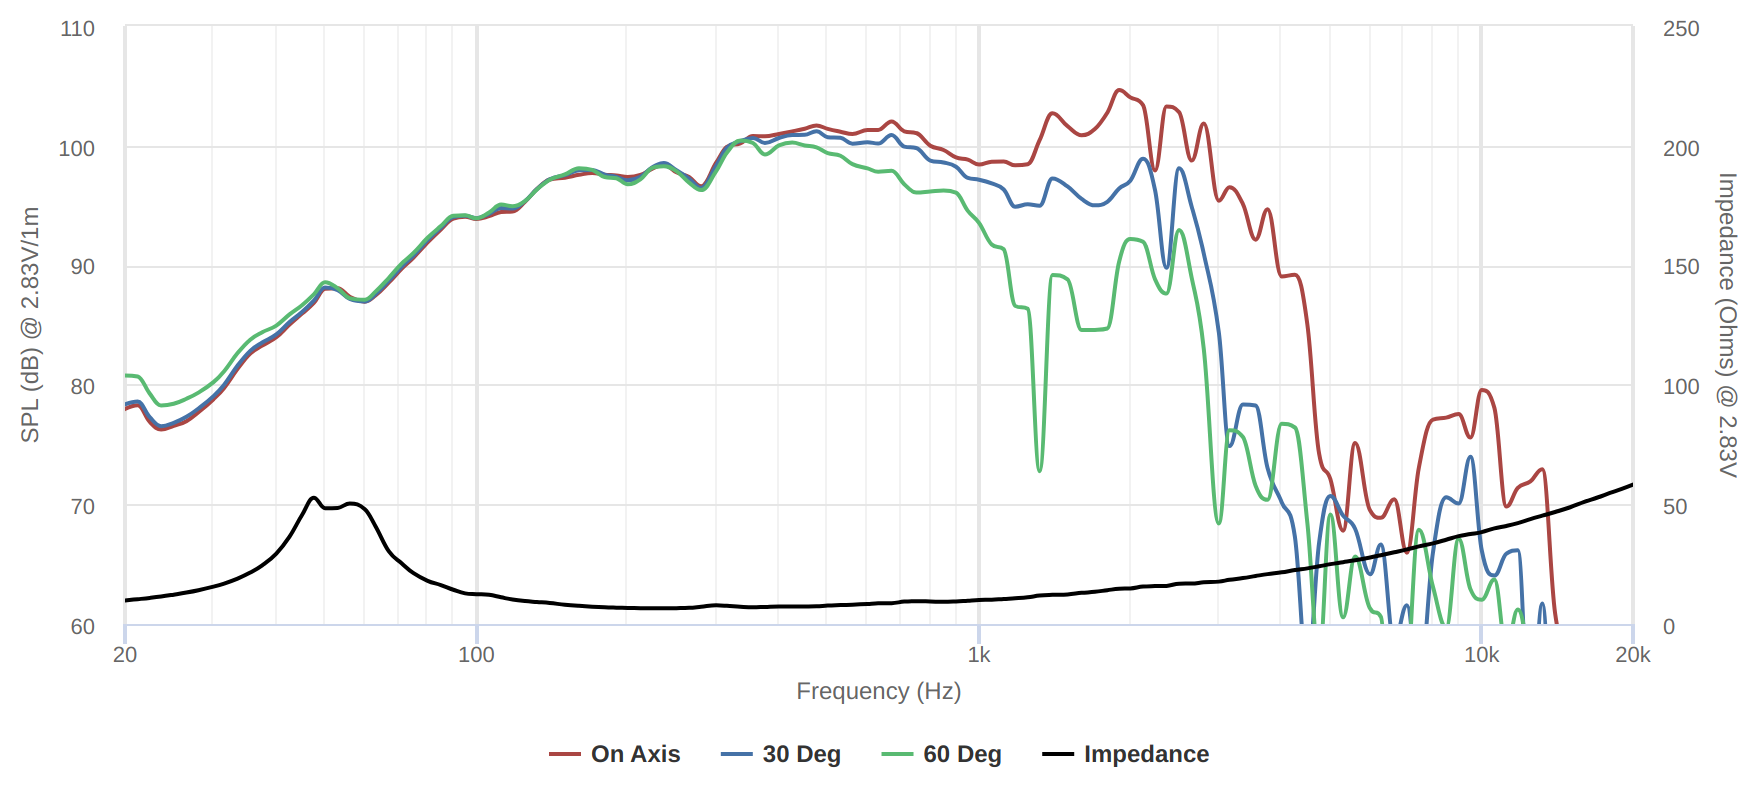 110
100
90
80
70
60
250
200
150
100
50
0
SPL (dB) @ 2.83V/1m
Impedance (Ohms) @ 2.83V
20
100
1k
10k
20k
Frequency (Hz)
On Axis
30 Deg
60 Deg
Impedance